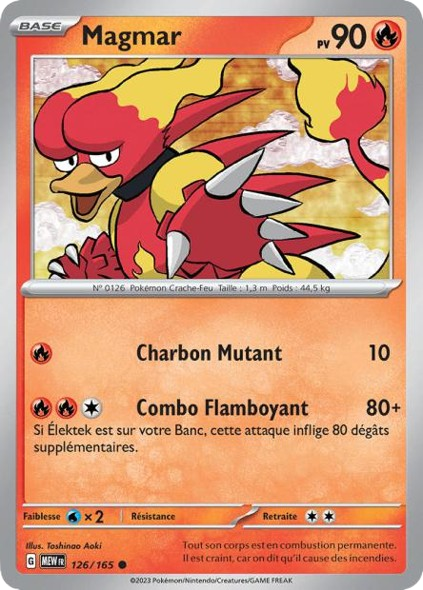 BASE
Magmar
PV 90
N° 0126 Pokémon Crache-Feu Taille : 1,3 m Poids : 44,5 kg
Charbon Mutant 10
Combo Flamboyant 80+
Si Élektek est sur votre Banc, cette attaque inflige 80 dégâts
supplémentaires.
Faiblesse ×2 Résistance Retraite
Illus. Toshinao Aoki
G MEW FR 126/165
Tout son corps est en combustion permanente.
Il est craint, car on dit qu'il cause des incendies.
©2023 Pokémon/Nintendo/Creatures/GAME FREAK